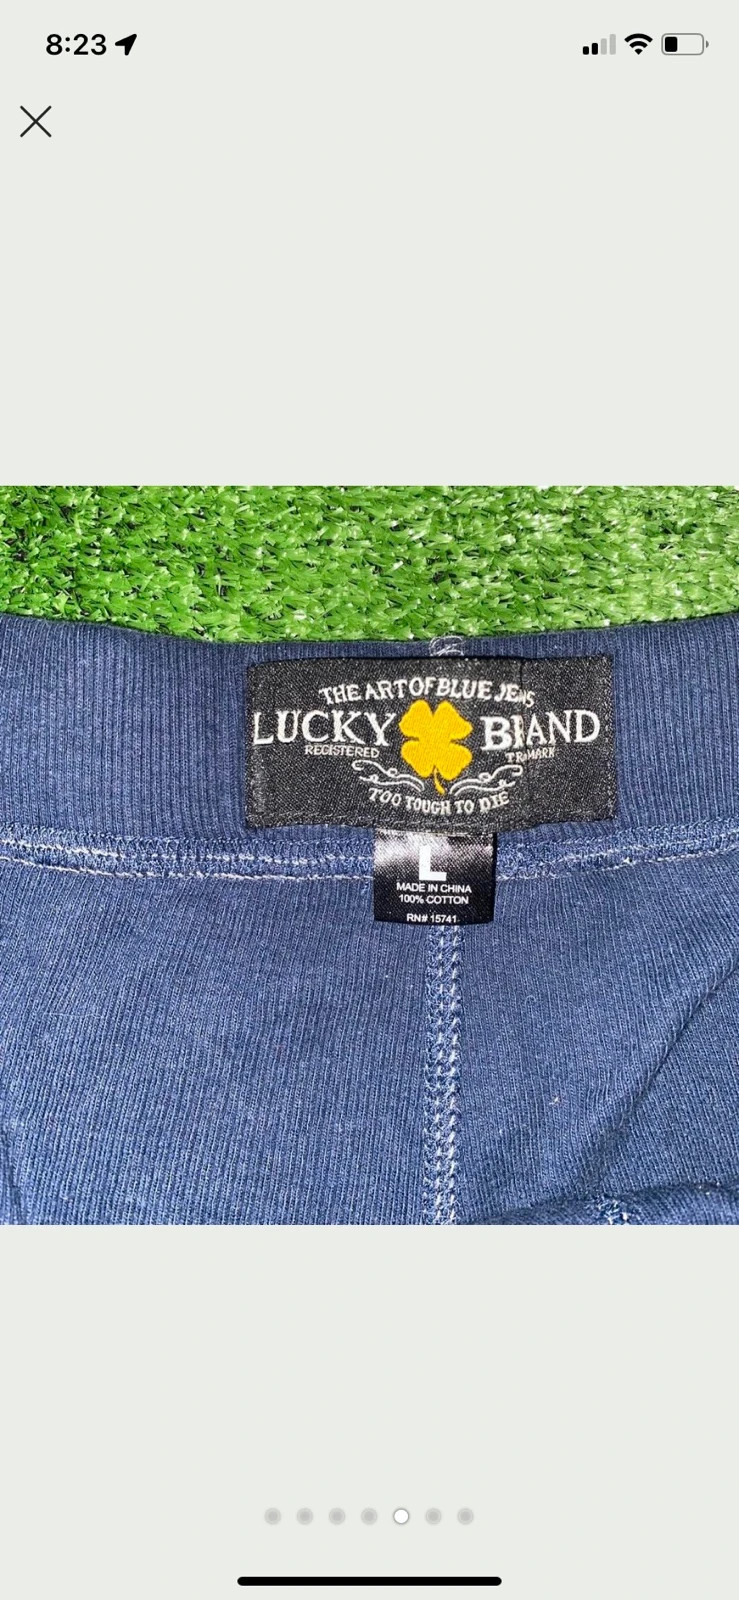 8:23
THE ART OF BLUE JEANS
LUCKY BRAND
REGISTERED TRDMARK
TOO TOUGH TO DIE
L
MADE IN CHINA
100% COTTON
RN# 15741